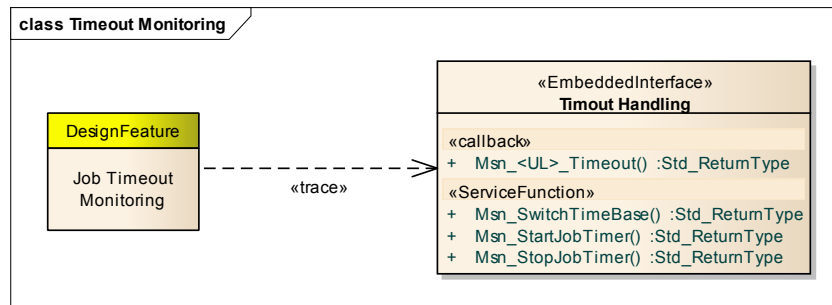 class Timeout Monitoring
DesignFeature
Job Timeout
Monitoring
«trace»
«EmbeddedInterface»
Timout Handling
«callback»
+ Msn_<UL>_Timeout() :Std_ReturnType
«ServiceFunction»
+ Msn_SwitchTimeBase() :Std_ReturnType
+ Msn_StartJobTimer() :Std_ReturnType
+ Msn_StopJobTimer() :Std_ReturnType